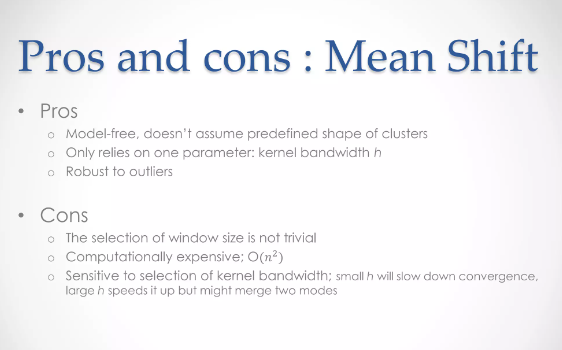 Pros and cons : Mean Shift
• Pros
o Model-free, doesn't assume predefined shape of clusters
o Only relies on one parameter: kernel bandwidth h
o Robust to outliers
• Cons
o The selection of window size is not trivial
o Computationally expensive; O(n²)
o Sensitive to selection of kernel bandwidth; small h will slow down convergence,
large h speeds it up but might merge two modes